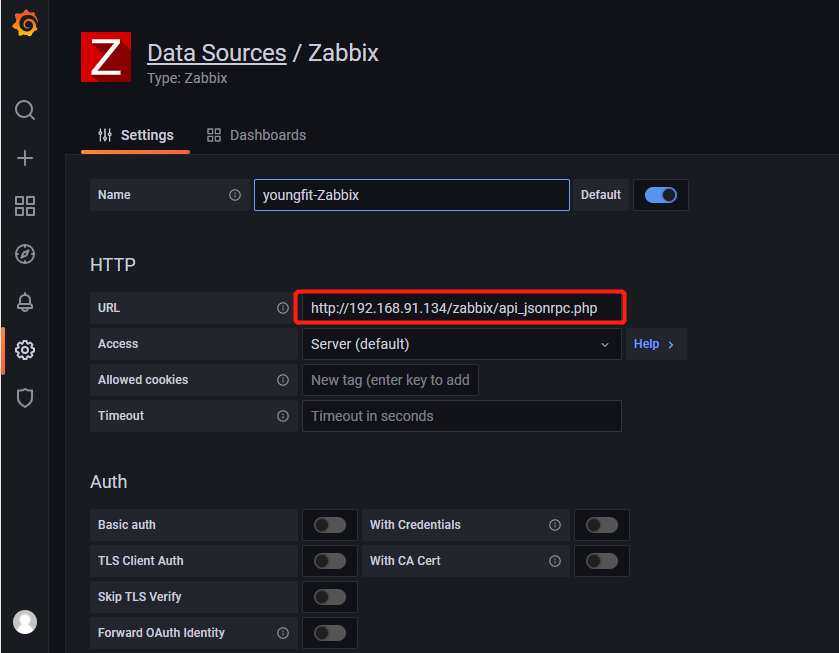 Z
Data Sources / Zabbix
Type: Zabbix
Settings
Dashboards
Name
youngfit-Zabbix
Default
HTTP
URL
http://192.168.91.134/zabbix/api_jsonrpc.php
Access
Server (default)
Help
Allowed cookies
New tag (enter key to add
Timeout
Timeout in seconds
Auth
Basic auth
With Credentials
TLS Client Auth
With CA Cert
Skip TLS Verify
Forward OAuth Identity